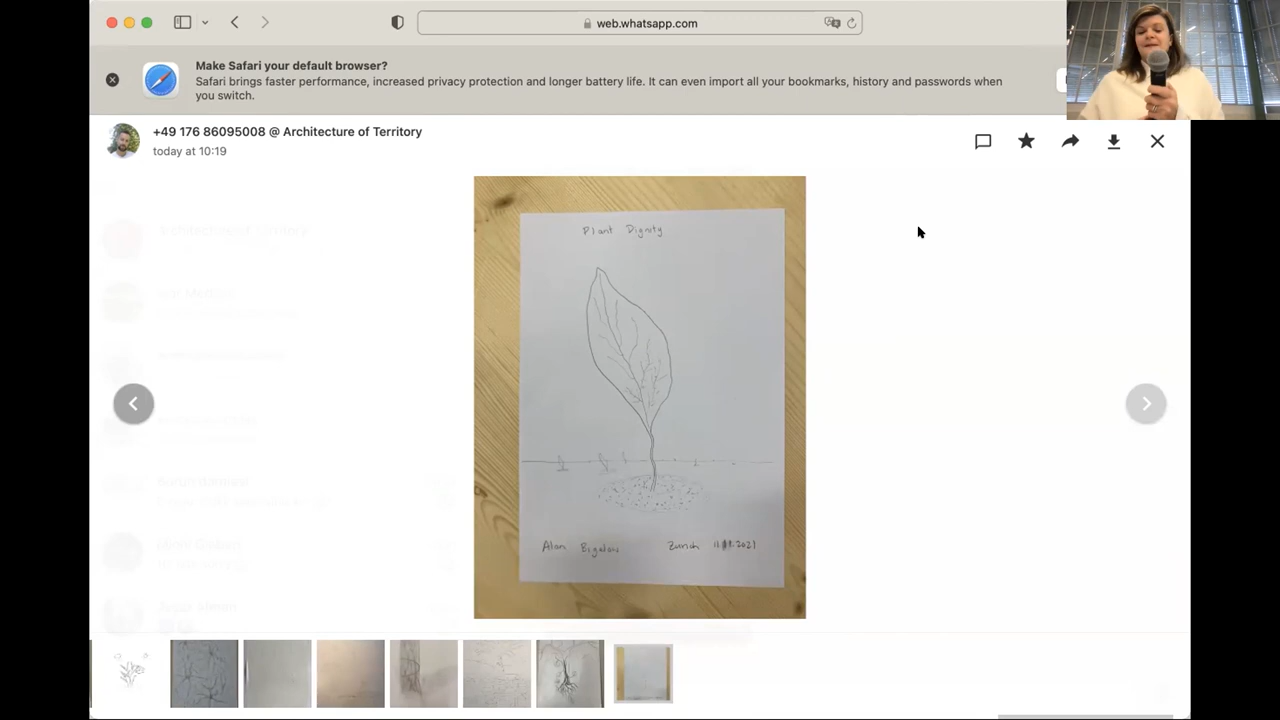 web.whatsapp.com
Make Safari your default browser?
Safari brings faster performance, increased privacy protection and longer battery life. It can even import all your bookmarks, history and passwords when
you switch.
+49 176 86095008 @ Architecture of Territory
today at 10:19
Plant Dignity
Alan Bigelow Zurich 2021